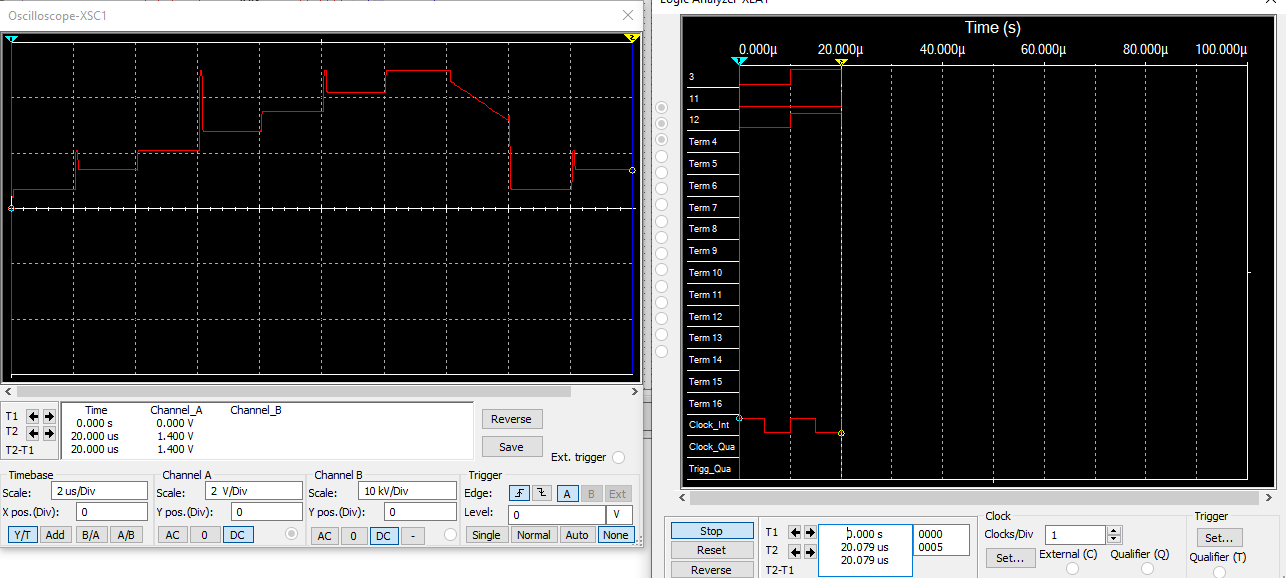 Oscilloscope-XSC1
1
2
Time Channel_A Channel_B
T1 0.000 s 0.000 V
T2 20.000 us 1.400 V
T2-T1 20.000 us 1.400 V
Reverse
Save
Ext. trigger
Timebase
Scale: 2 us/Div
X pos.(Div): 0
Y/T Add B/A A/B
Channel A
Scale: 2 V/Div
Y pos.(Div): 0
AC 0 DC
Channel B
Scale: 10 kV/Div
Y pos.(Div): 0
AC 0 DC -
Trigger
Edge: A B Ext
Level: 0 V
Single Normal Auto None
Logic Analyzer-XLA1
Time (s)
0.000µ 20.000µ 40.000µ 60.000µ 80.000µ 100.000µ
1 2
3
11
12
Term 4
Term 5
Term 6
Term 7
Term 8
Term 9
Term 10
Term 11
Term 12
Term 13
Term 14
Term 15
Term 16
Clock_Int
Clock_Qua
Trigg_Qua
Stop
Reset
Reverse
T1 0.000 s 0000
T2 20.079 us 0005
T2-T1 20.079 us
Clock
Clocks/Div 1
Set... External (C) Qualifier (Q)
Trigger
Set...
Qualifier (T)